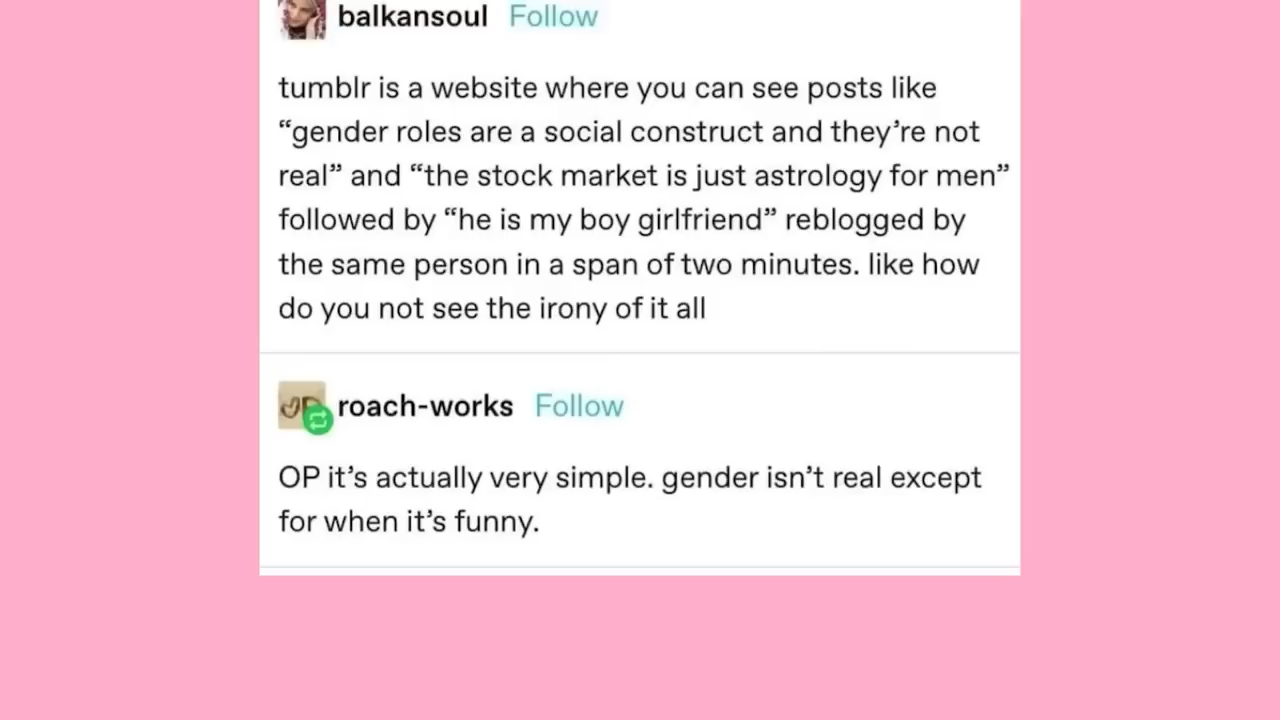 balkansoul Follow
tumblr is a website where you can see posts like
“gender roles are a social construct and they’re not
real” and “the stock market is just astrology for men”
followed by “he is my boy girlfriend” reblogged by
the same person in a span of two minutes. like how
do you not see the irony of it all
roach-works Follow
OP it’s actually very simple. gender isn’t real except
for when it’s funny.